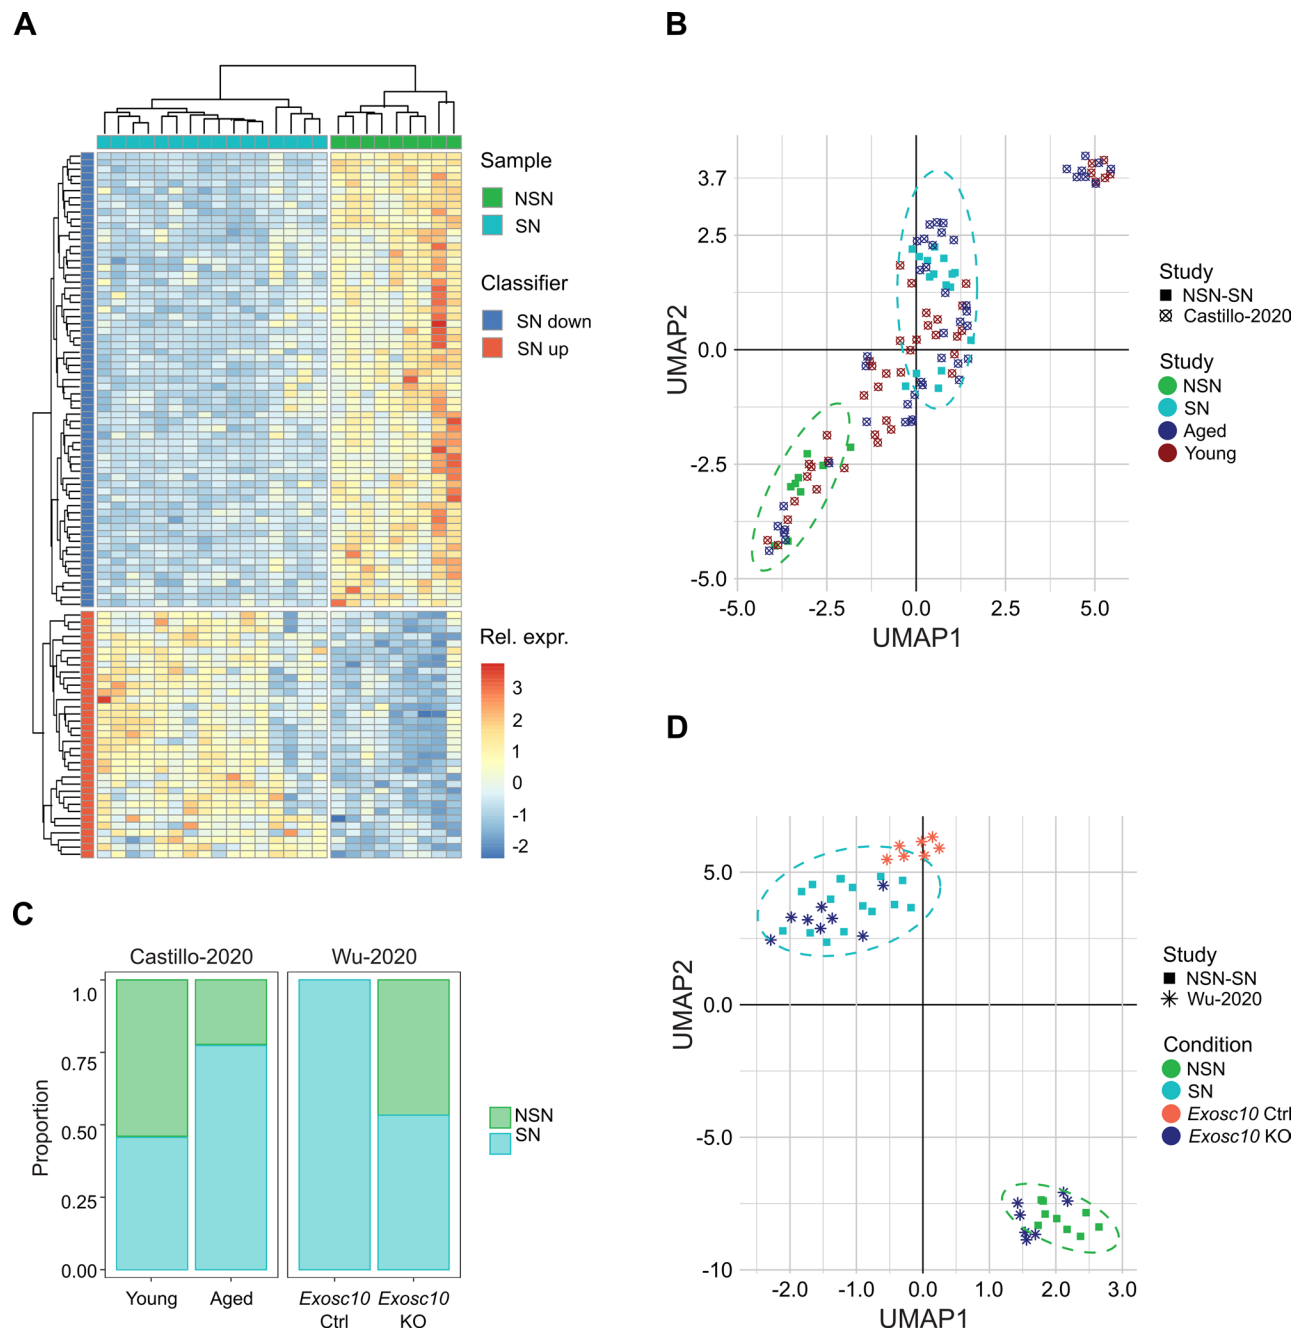 A
Sample
NSN
SN
Classifier
SN down
SN up
Rel. expr.
3
2
1
0
-1
-2
B
UMAP2
3.7
2.5
0.0
-2.5
-5.0
-5.0
-2.5
0.0
2.5
5.0
UMAP1
Study
NSN-SN
Castillo-2020
Study
NSN
SN
Aged
Young
C
Castillo-2020
Wu-2020
Proportion
1.0
0.75
0.50
0.25
0.00
Young
Aged
Exosc10
Ctrl
Exosc10
KO
NSN
SN
D
UMAP2
5.0
0.0
-5.0
-10
-2.0
-1.0
0.0
1.0
2.0
3.0
UMAP1
Study
NSN-SN
Wu-2020
Condition
NSN
SN
Exosc10 Ctrl
Exosc10 KO